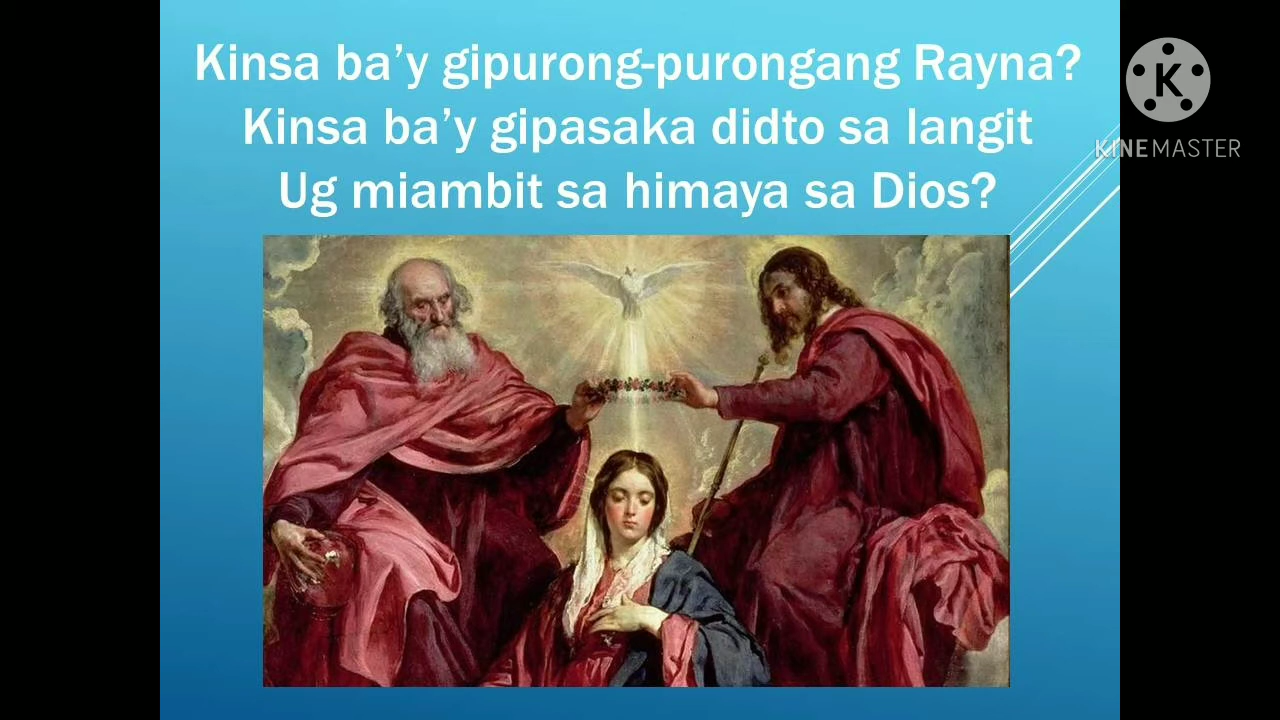 Kinsa ba’y gipurong-purongang Rayna?
Kinsa ba’y gipasaka didto sa langit
Ug miambit sa himaya sa Dios?
K
KINEMASTER